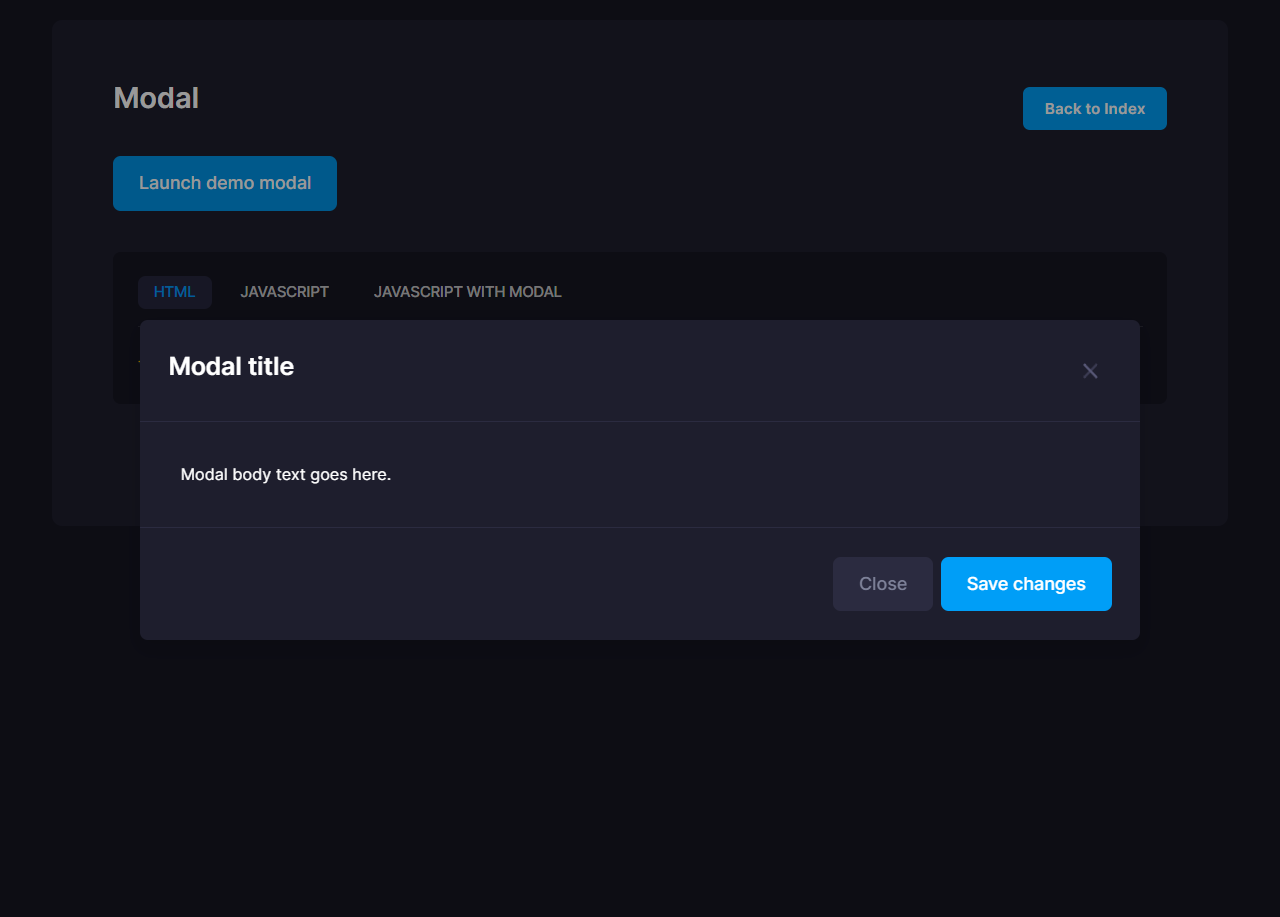 Modal
Back to Index
Launch demo modal
HTML JAVASCRIPT JAVASCRIPT WITH MODAL
Modal title
Modal body text goes here.
Close Save changes